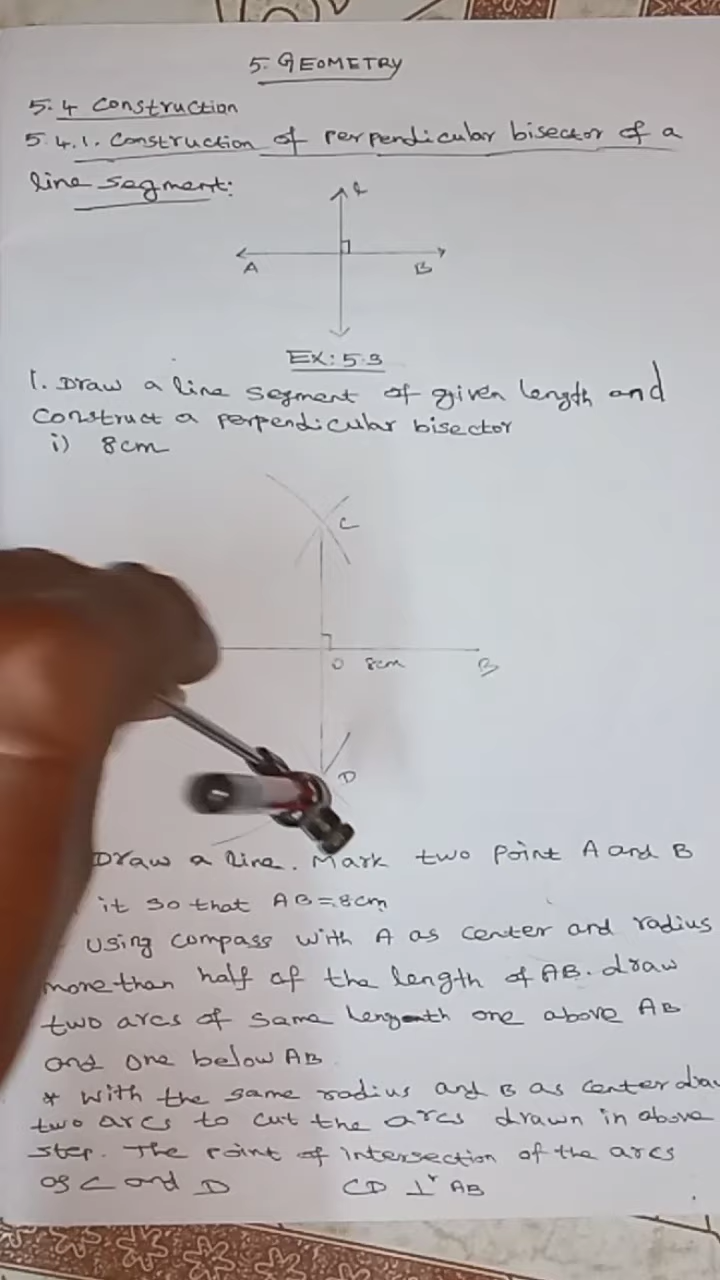 5. GEOMETRY
5.4 Construction
5.4.1. Construction of perpendicular bisector of a
line segment:
l
A B
EX: 5.3
1. Draw a line segment of given length and
construct a perpendicular bisector
i) 8cm
C
O 8cm B
D
Draw a line. Mark two point A and B
it so that AB=8cm
Using compass with A as center and radius
more than half of the length of AB. draw
two arcs of same length one above AB
and one below AB
* With the same radius and B as center draw
two arcs to cut the arcs drawn in above
step. The point of intersection of the arcs
as C and D CD ⊥r AB